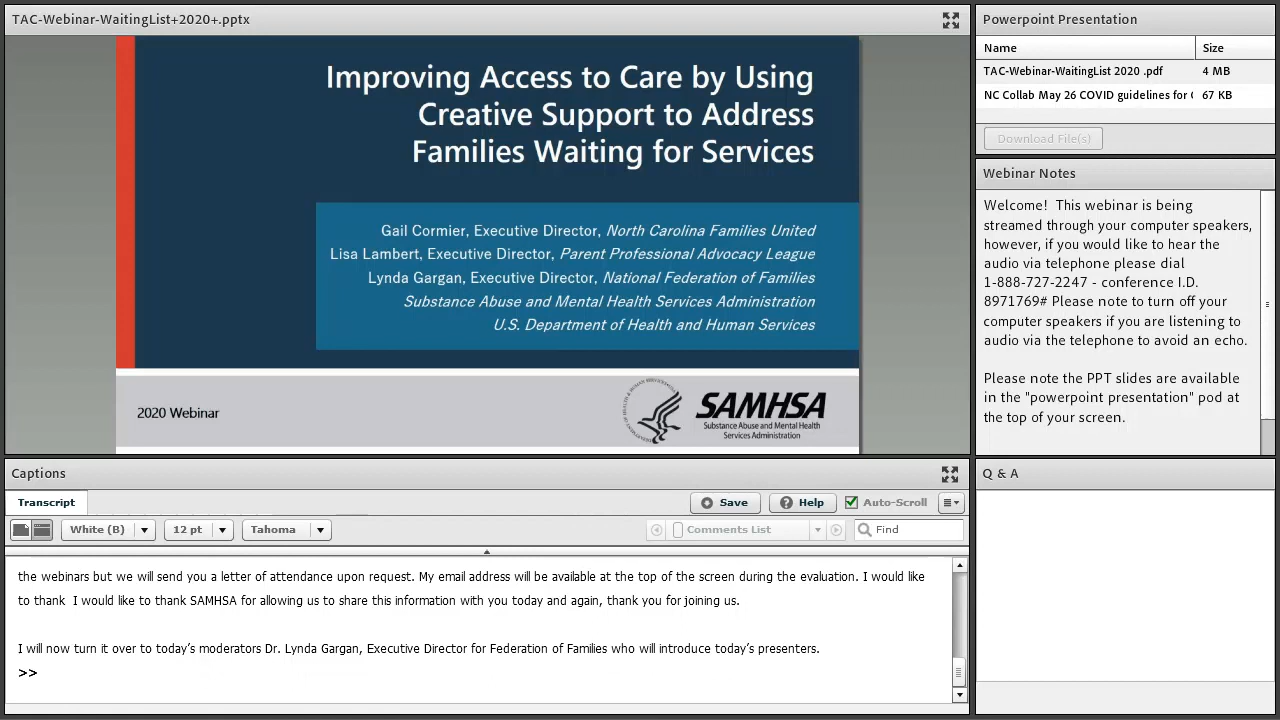 TAC-Webinar-WaitingList+2020+.pptx
Improving Access to Care by Using
Creative Support to Address
Families Waiting for Services
Gail Cormier, Executive Director, North Carolina Families United
Lisa Lambert, Executive Director, Parent Professional Advocacy League
Lynda Gargan, Executive Director, National Federation of Families
Substance Abuse and Mental Health Services Administration
U.S. Department of Health and Human Services
2020 Webinar
SAMHSA
Substance Abuse and Mental Health
Services Administration
Powerpoint Presentation
Name
Size
TAC-Webinar-WaitingList 2020 .pdf
4 MB
NC Collab May 26 COVID guidelines for
67 KB
Download File(s)
Webinar Notes
Welcome! This webinar is being
streamed through your computer speakers,
however, if you would like to hear the
audio via telephone please dial
1-888-727-2247 - conference I.D.
8971769# Please note to turn off your
computer speakers if you are listening to
audio via the telephone to avoid an echo.
Please note the PPT slides are available
in the "powerpoint presentation" pod at
the top of your screen.
Captions
Transcript
Save
Help
Auto-Scroll
White (B)
12 pt
Tahoma
Comments List
Find
the webinars but we will send you a letter of attendance upon request. My email address will be available at the top of the screen during the evaluation. I would like
to thank I would like to thank SAMHSA for allowing us to share this information with you today and again, thank you for joining us.
I will now turn it over to today's moderators Dr. Lynda Gargan, Executive Director for Federation of Families who will introduce today's presenters.
>>
Q & A